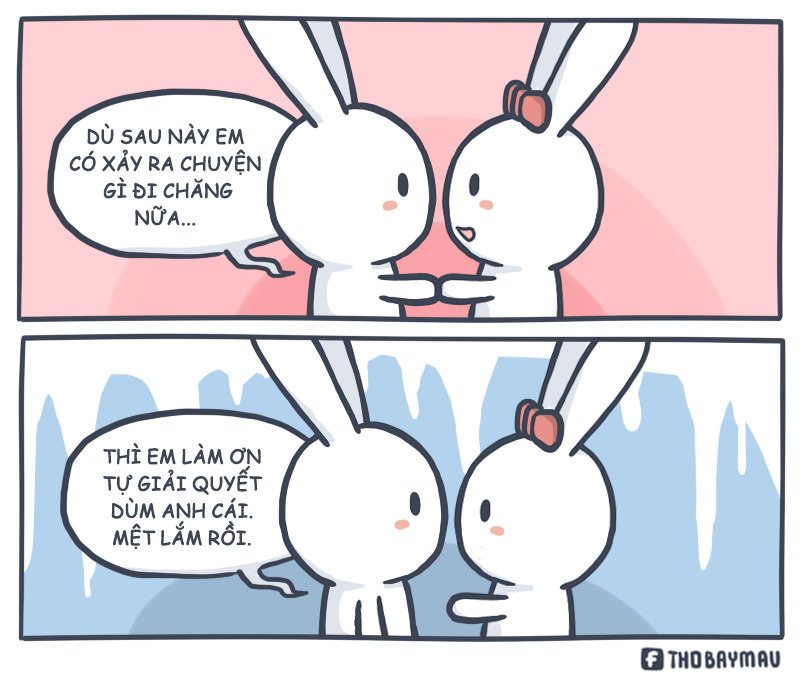 DÙ SAU NÀY EM
CÓ XẢY RA CHUYỆN
GÌ ĐI CHĂNG
NỮA...
THÌ EM LÀM ƠN
TỰ GIẢI QUYẾT
DÙM ANH CÁI.
MỆT LẮM RỒI.
f THOBAYMAU